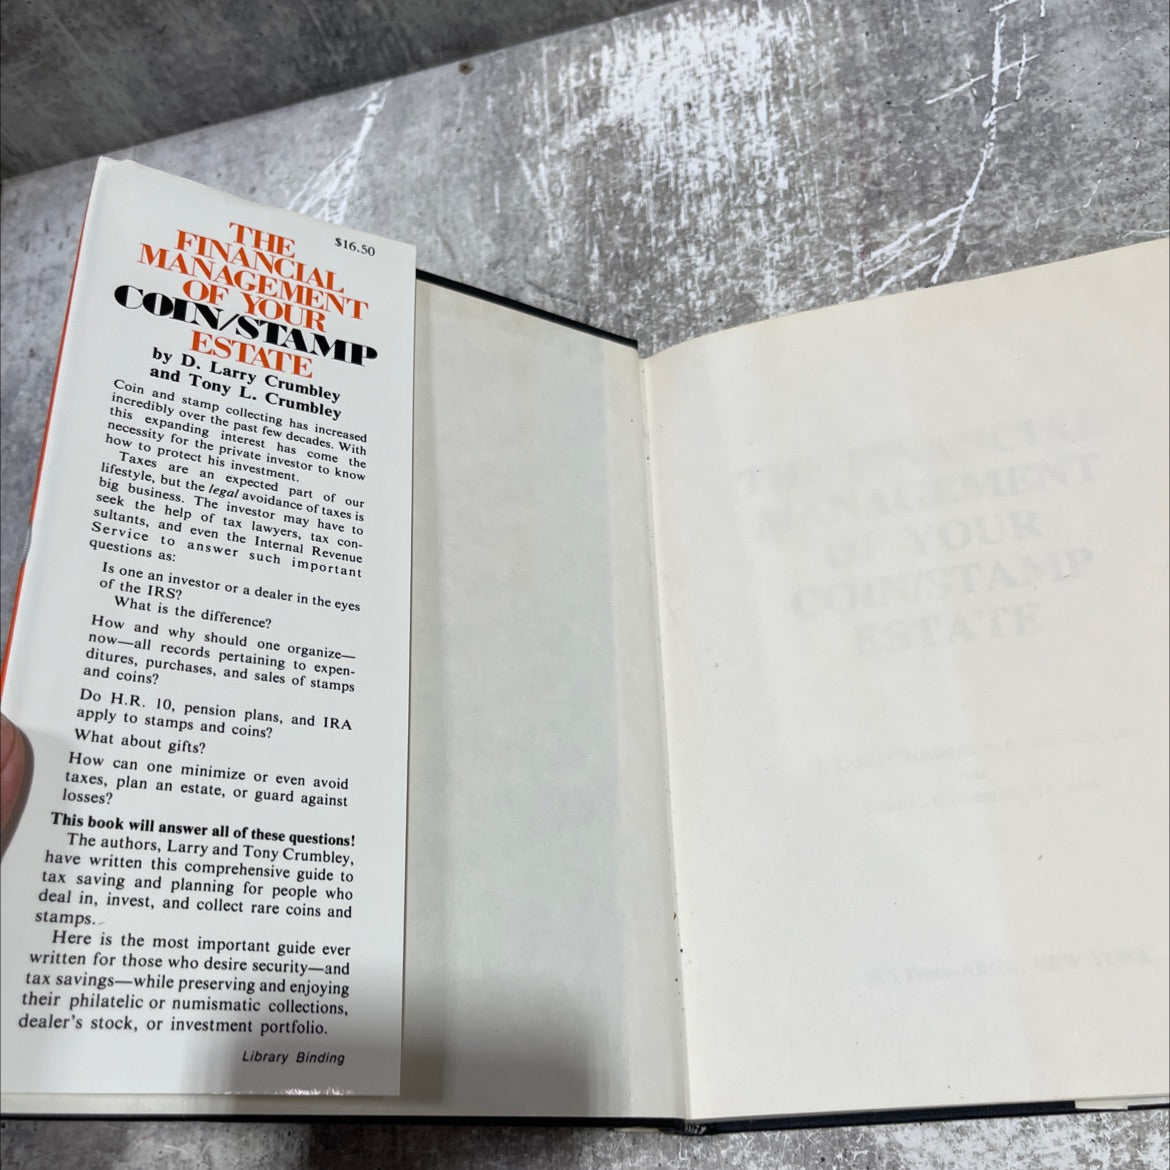 $16.50
THE
FINANCIAL
MANAGEMENT
OF YOUR
COIN/STAMP
ESTATE
by D. Larry Crumbley
and Tony L. Crumbley
Coin and stamp collecting has increased
incredibly over the past few decades. With
this expanding interest has come the
necessity for the private investor to know
how to protect his investment.
Taxes are an expected part of our
lifestyle, but the legal avoidance of taxes is
big business. The investor may have to
seek the help of tax lawyers, tax con-
sultants, and even the Internal Revenue
Service to answer such important
questions as:
Is one an investor or a dealer in the eyes
of the IRS?
What is the difference?
How and why should one organize—
now—all records pertaining to expen-
ditures, purchases, and sales of stamps
and coins?
Do H.R. 10, pension plans, and IRA
apply to stamps and coins?
What about gifts?
How can one minimize or even avoid
taxes, plan an estate, or guard against
losses?
This book will answer all of these questions!
The authors, Larry and Tony Crumbley,
have written this comprehensive guide to
tax saving and planning for people who
deal in, invest, and collect rare coins and
stamps.
Here is the most important guide ever
written for those who desire security—and
tax savings—while preserving and enjoying
their philatelic or numismatic collections,
dealer's stock, or investment portfolio.
Library Binding
MANAGEMENT
OF YOUR
COIN/STAMP
ESTATE
NEW YORK